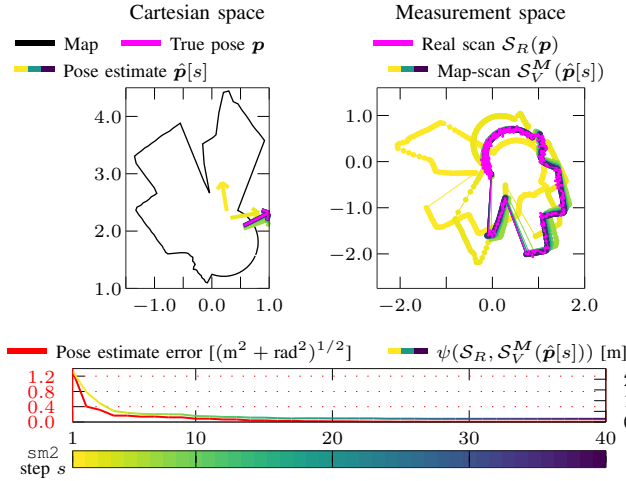 Cartesian space
Map True pose p
Pose estimate p̂[s]
4.0
3.0
2.0
1.0
−1.0 0.0 1.0
Measurement space
Real scan S_R(p)
Map-scan S_V^M(p̂[s])
1.0
0.0
−1.0
−2.0
−2.0 0.0 2.0
Pose estimate error [(m² + rad²)^{1/2}] ψ(S_R, S_V^M(p̂[s])) [m]
1.2
0.8
0.4
0.0
1 10 20 30 40
sm2
step s